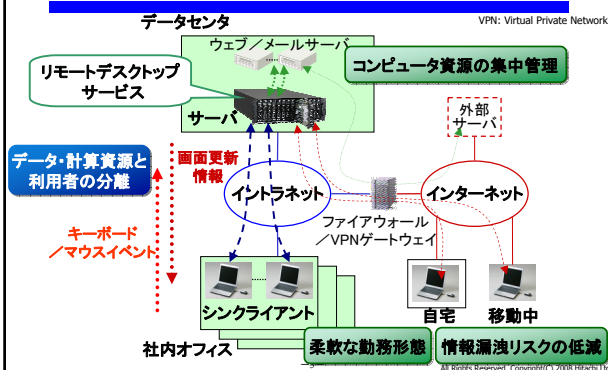 データセンタ
VPN: Virtual Private Network
ウェブ／メールサーバ
コンピュータ資源の集中管理
リモートデスクトップ
サービス
サーバ
外部
サーバ
データ・計算資源と
利用者の分離
画面更新
情報
イントラネット
インターネット
ファイアウォール
／VPNゲートウェイ
キーボード
／マウスイベント
シンクライアント
自宅
移動中
社内オフィス
柔軟な勤務形態
情報漏洩リスクの低減
All Rights Reserved, Copyright(C) 2008 Hitachi Ltd